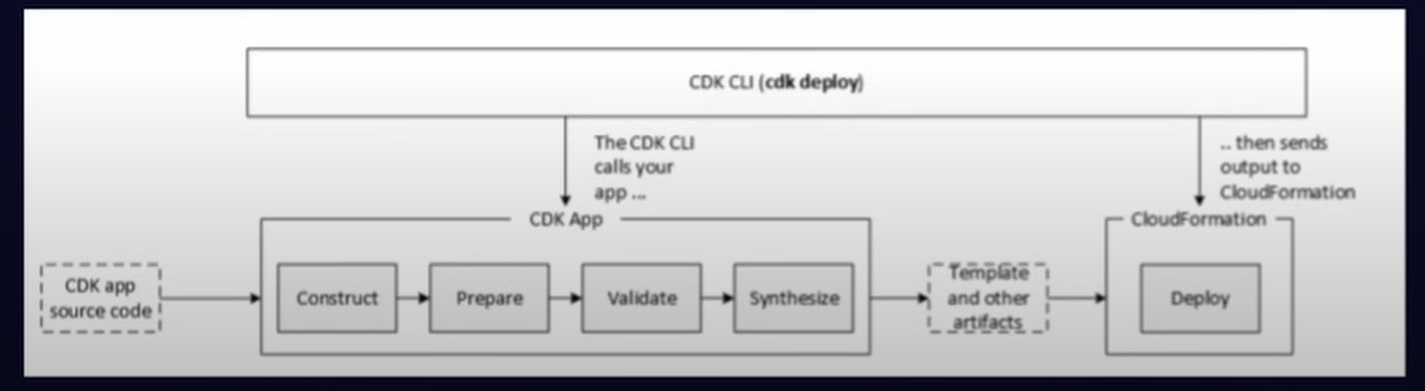 CDK CLI (cdk deploy)
The CDK CLI
calls your
app ...
.. then sends
output to
CloudFormation
CDK App
CloudFormation
CDK app
source code
Construct
Prepare
Validate
Synthesize
Template
and other
artifacts
Deploy